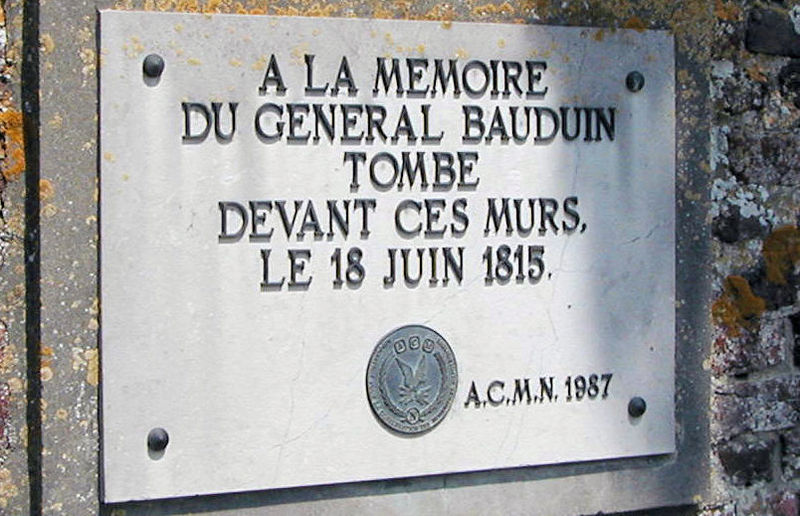 A LA MEMOIRE
DU GENERAL BAUDUIN
TOMBE
DEVANT CES MURS,
LE 18 JUIN 1815.
A C M
N
A.C.M.N. 1987